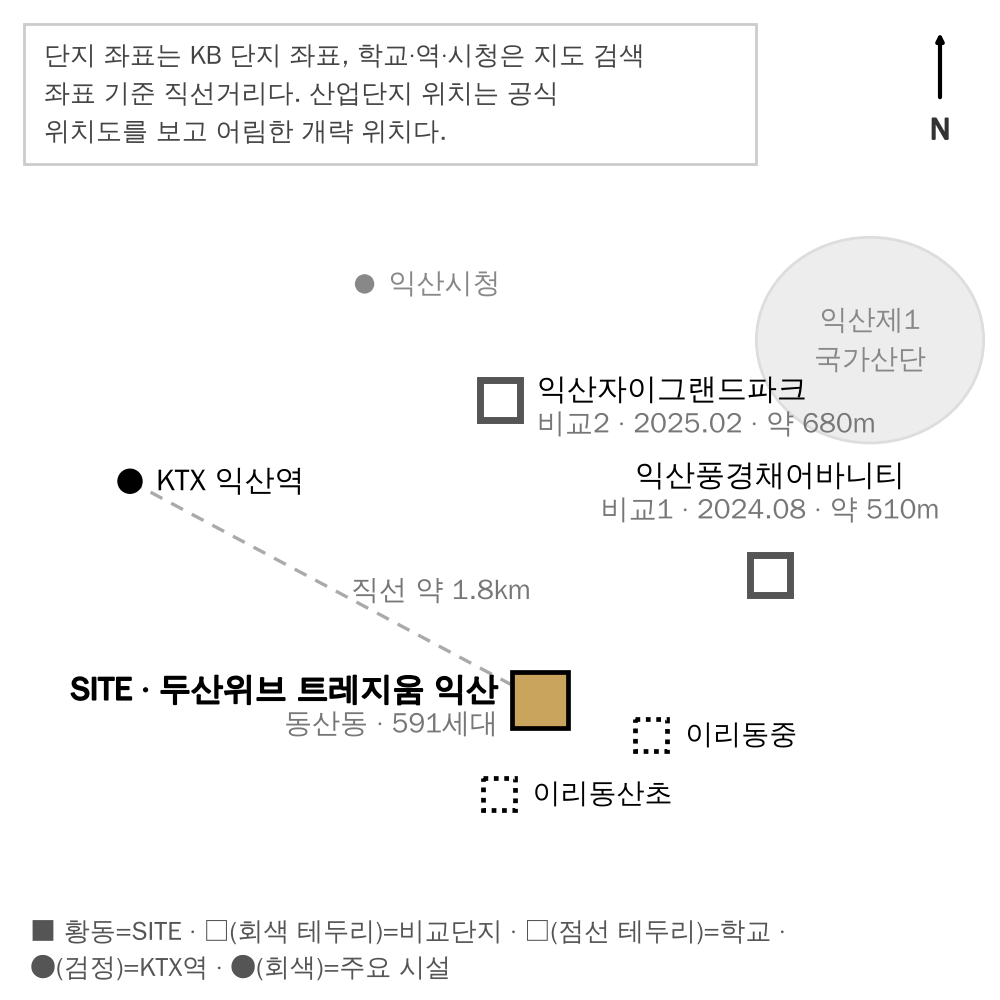 단지 좌표는 KB 단지 좌표, 학교·역·시청은 지도 검색
좌표 기준 직선거리다. 산업단지 위치는 공식
위치도를 보고 어림한 개략 위치다.
N
익산시청
익산제1
국가산단
익산자이그랜드파크
비교2 · 2025.02 · 약 680m
KTX 익산역
익산풍경채어바니티
비교1 · 2024.08 · 약 510m
직선 약 1.8km
SITE · 두산위브 트레지움 익산
동산동 · 591세대
이리동중
이리동산초
■ 황동=SITE · □(회색 테두리)=비교단지 · □(점선 테두리)=학교 ·
●(검정)=KTX역 · ●(회색)=주요 시설